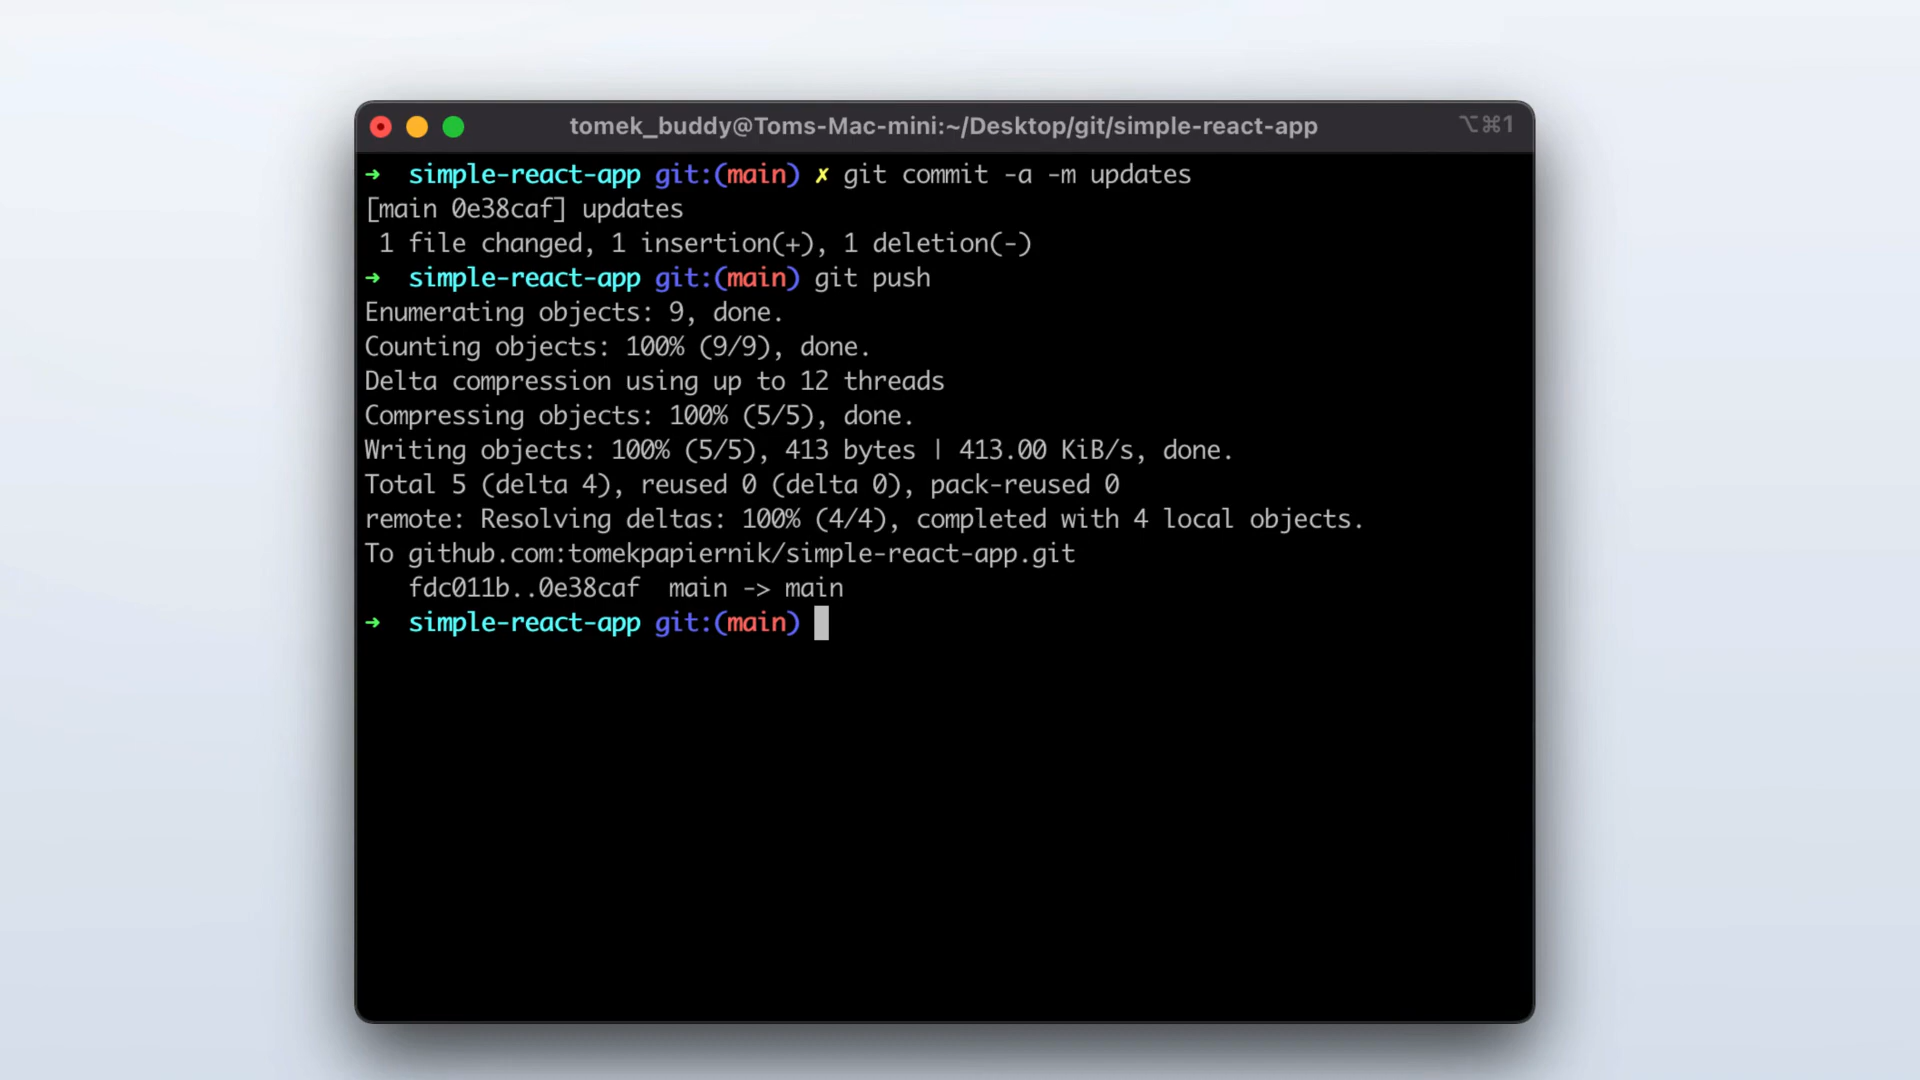 tomek_buddy@Toms-Mac-mini:~/Desktop/git/simple-react-app ⌥⌘1
➜  simple-react-app git:(main) ✗ git commit -a -m updates
[main 0e38caf] updates
 1 file changed, 1 insertion(+), 1 deletion(-)
➜  simple-react-app git:(main) git push
Enumerating objects: 9, done.
Counting objects: 100% (9/9), done.
Delta compression using up to 12 threads
Compressing objects: 100% (5/5), done.
Writing objects: 100% (5/5), 413 bytes | 413.00 KiB/s, done.
Total 5 (delta 4), reused 0 (delta 0), pack-reused 0
remote: Resolving deltas: 100% (4/4), completed with 4 local objects.
To github.com:tomekpapiernik/simple-react-app.git
   fdc011b..0e38caf  main -> main
➜  simple-react-app git:(main)